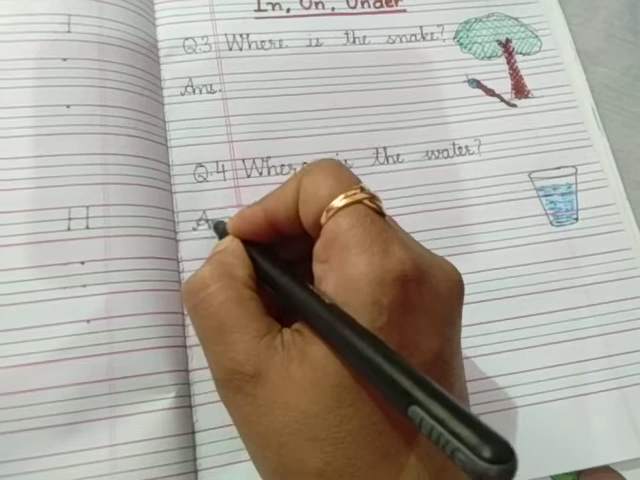 I
In, On, Under
Q.3 Where is the snake?
Ans.
Q.4 Where is the water?
H
A